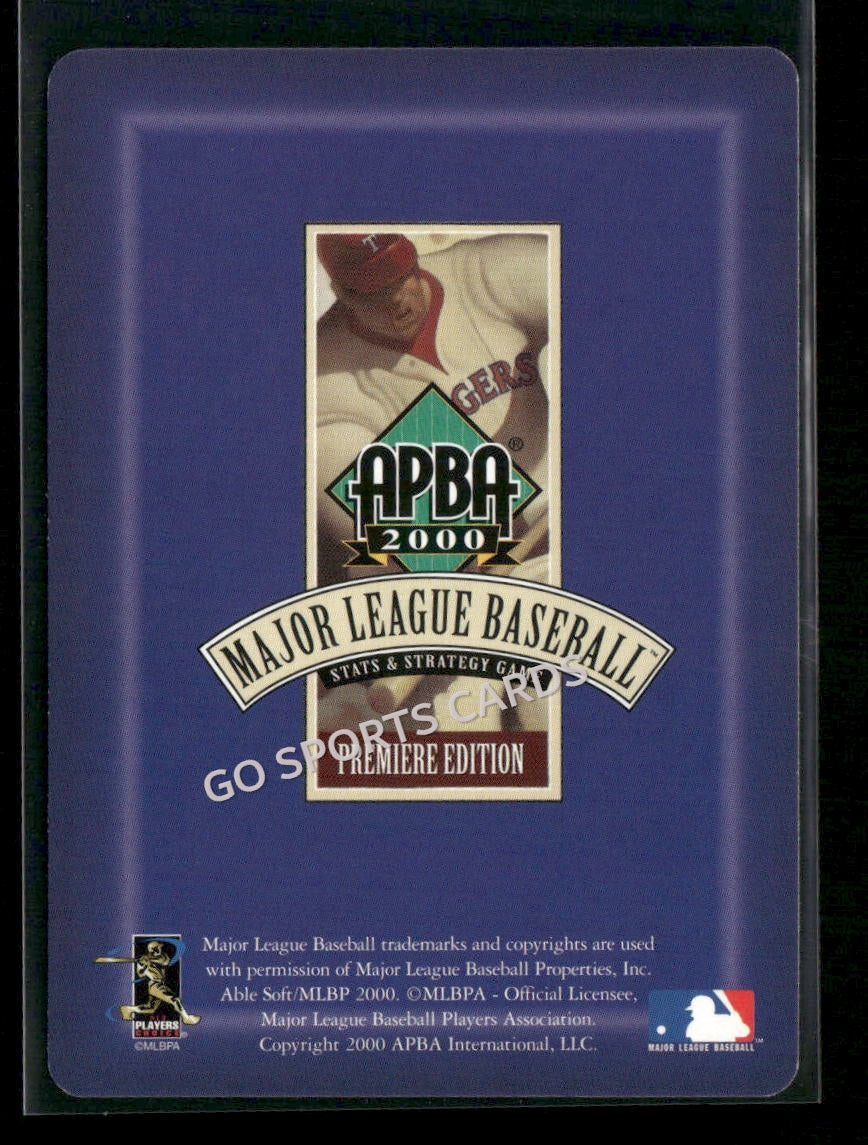 T
GERS
APBA®
2000
MAJOR LEAGUE BASEBALL™
STATS & STRATEGY GAME
GO SPORTS CARDS
PREMIERE EDITION
Major League Baseball trademarks and copyrights are used
with permission of Major League Baseball Properties, Inc.
Able Soft/MLBP 2000. ©MLBPA - Official Licensee,
Major League Baseball Players Association.
Copyright 2000 APBA International, LLC.
PLAYERS
CHOICE®
©MLBPA
MAJOR LEAGUE BASEBALL™